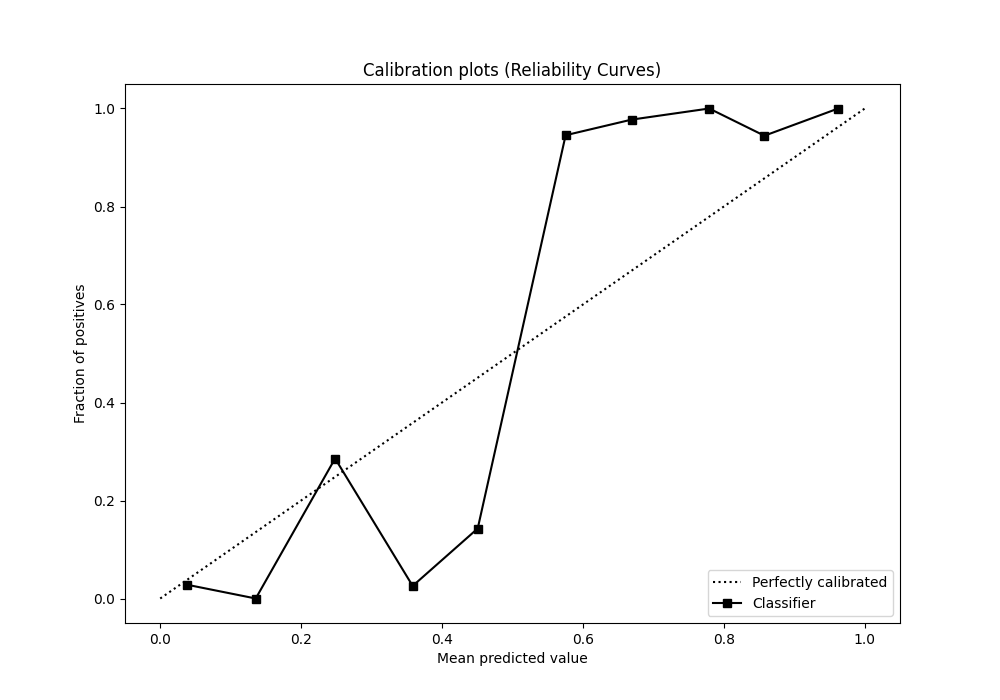 Calibration plots (Reliability Curves)
Fraction of positives
1.0
0.8
0.6
0.4
0.2
0.0
0.0 0.2 0.4 0.6 0.8 1.0
Mean predicted value
Perfectly calibrated
Classifier